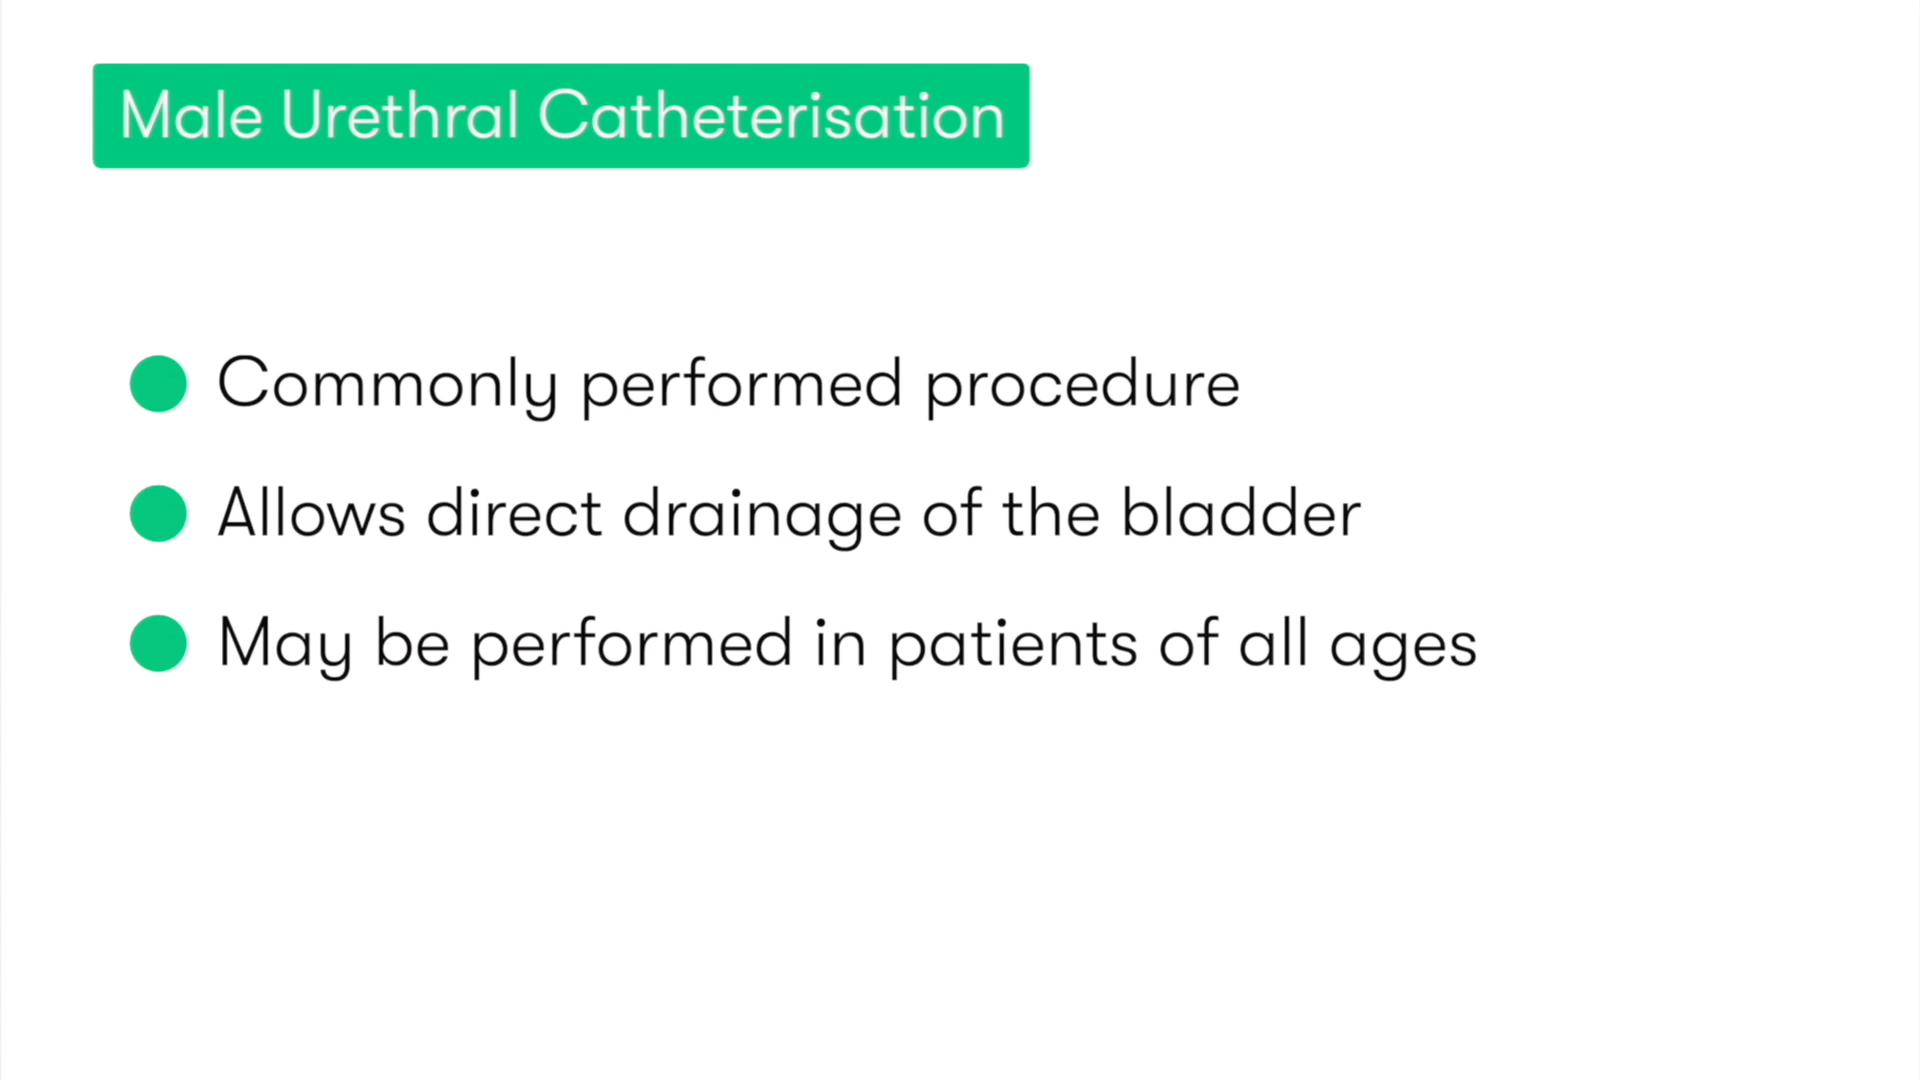 Male Urethral Catheterisation
Commonly performed procedure
Allows direct drainage of the bladder
May be performed in patients of all ages